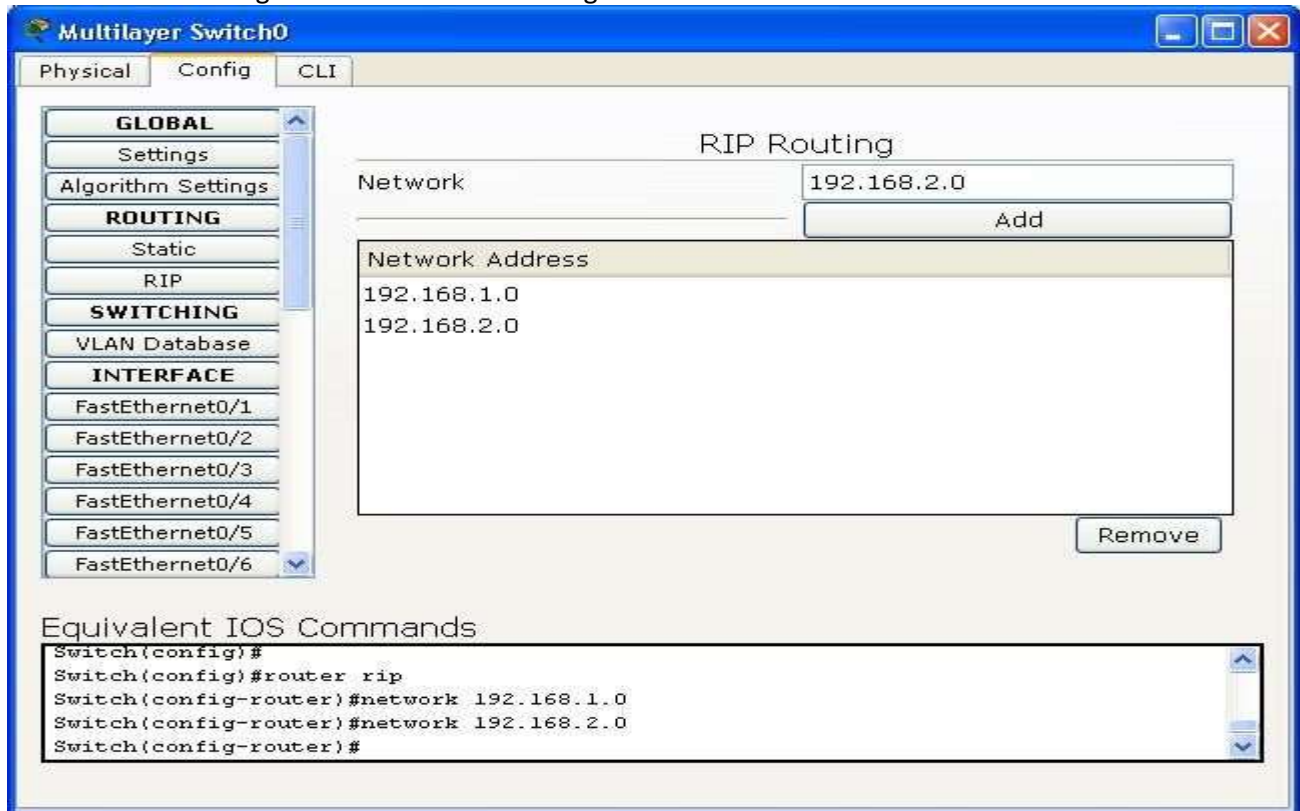 Multilayer Switch0
Physical
Config
CLI
GLOBAL
Settings
Algorithm Settings
ROUTING
Static
RIP
SWITCHING
VLAN Database
INTERFACE
FastEthernet0/1
FastEthernet0/2
FastEthernet0/3
FastEthernet0/4
FastEthernet0/5
FastEthernet0/6
RIP Routing
Network
192.168.2.0
Add
Network Address
192.168.1.0
192.168.2.0
Remove
Equivalent IOS Commands
Switch(config)#
Switch(config)#router rip
Switch(config-router)#network 192.168.1.0
Switch(config-router)#network 192.168.2.0
Switch(config-router)#